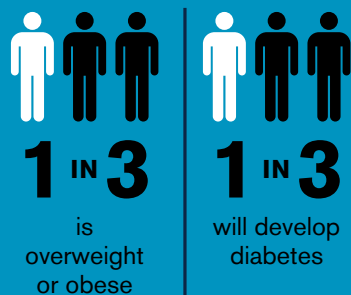 1 IN 3
is
overweight
or obese
1 IN 3
will develop
diabetes